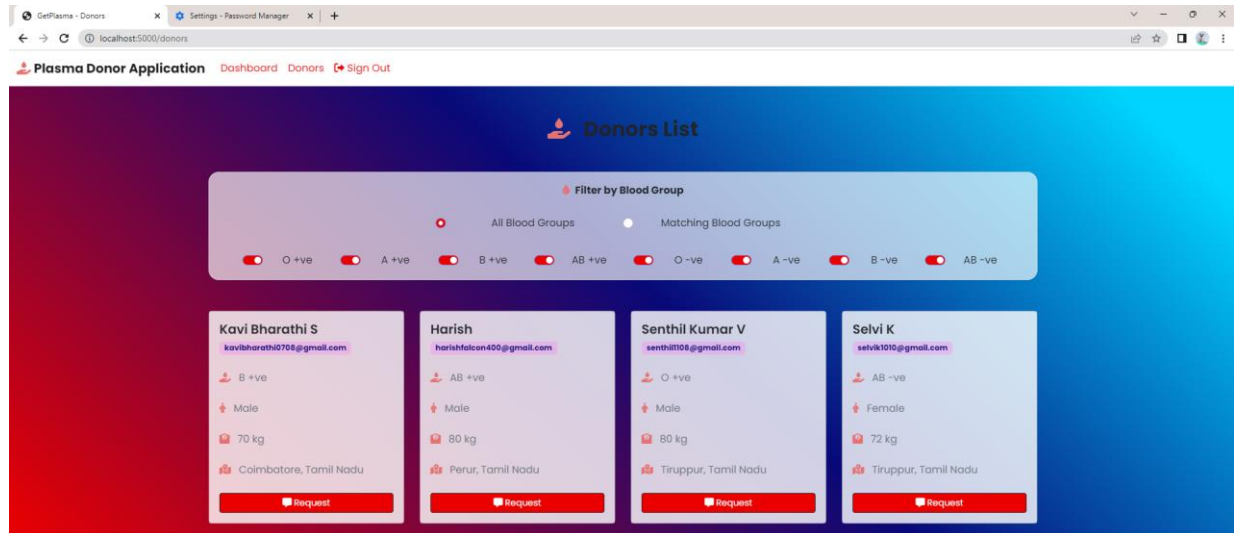 GetPlasma - Donors
Settings - Password Manager
localhost:5000/donors
Plasma Donor Application Dashboard Donors Sign Out
Donors List
Filter by Blood Group
All Blood Groups Matching Blood Groups
O +ve A +ve B +ve AB +ve O -ve A -ve B -ve AB -ve
Kavi Bharathi S
kavibharathi0708@gmail.com
B +ve
Male
70 kg
Coimbatore, Tamil Nadu
Request
Harish
harishfalcon400@gmail.com
AB +ve
Male
80 kg
Perur, Tamil Nadu
Request
Senthil Kumar V
senthil1108@gmail.com
O +ve
Male
80 kg
Tiruppur, Tamil Nadu
Request
Selvi K
selvik1010@gmail.com
AB -ve
Female
72 kg
Tiruppur, Tamil Nadu
Request